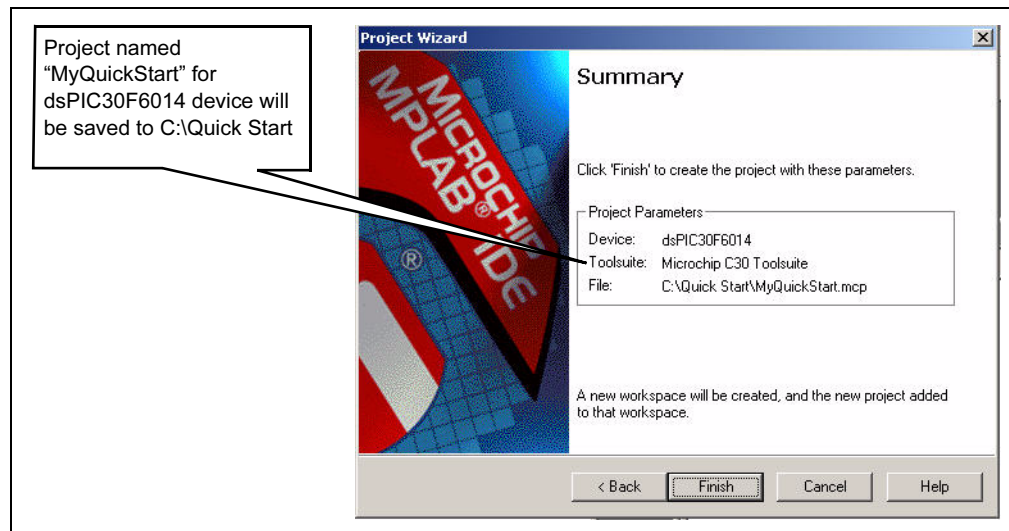 Project named
“MyQuickStart” for
dsPIC30F6014 device will
be saved to C:\Quick Start
Project Wizard
MICROCHIP
MPLAB® IDE
®
Summary
Click 'Finish' to create the project with these parameters.
Project Parameters
Device: dsPIC30F6014
Toolsuite: Microchip C30 Toolsuite
File: C:\Quick Start\MyQuickStart.mcp
A new workspace will be created, and the new project added
to that workspace.
< Back Finish Cancel Help